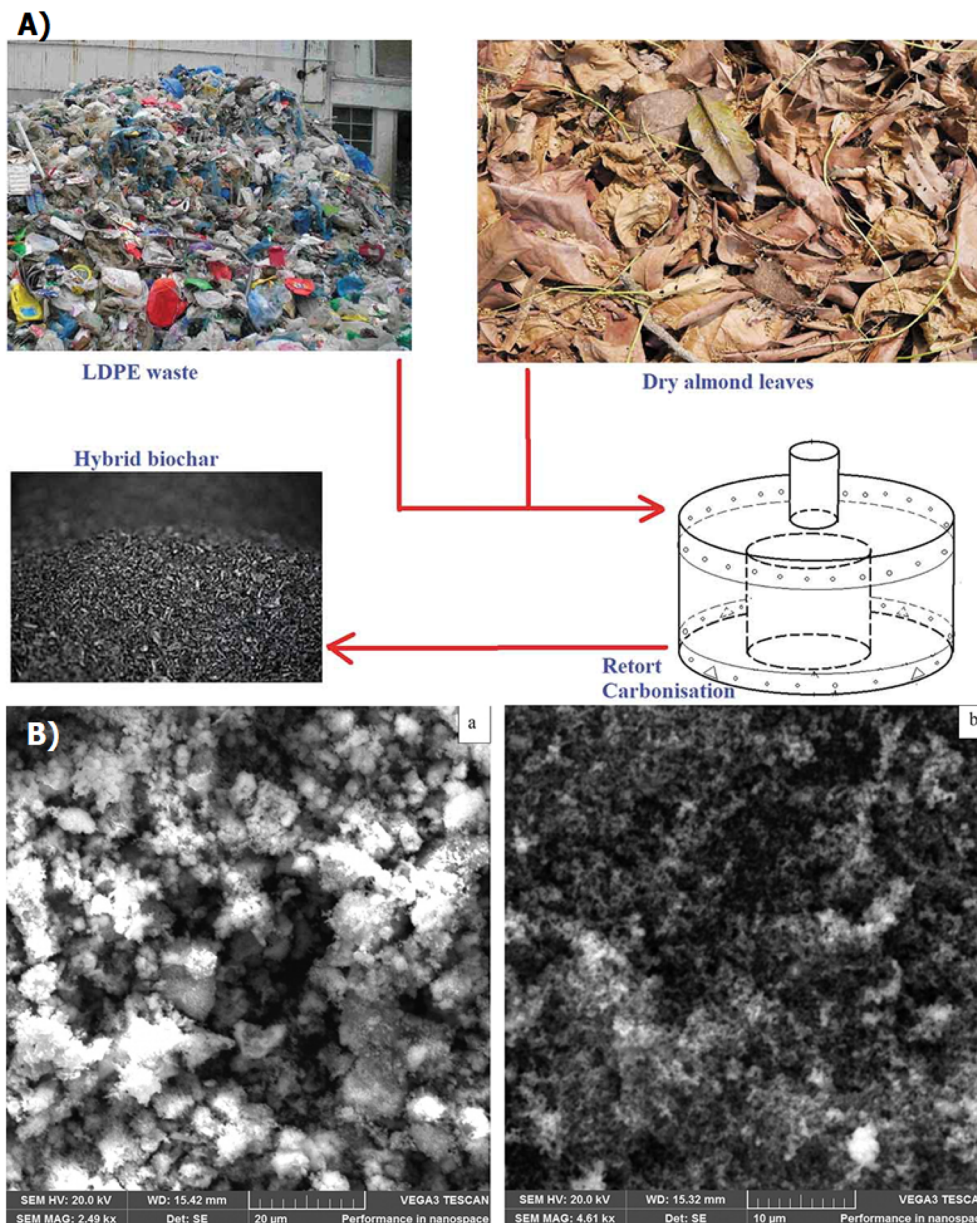 A)
LDPE waste
Dry almond leaves
Hybrid biochar
Retort
Carbonisation
B)
a
b
SEM HV: 20.0 kV
WD: 15.42 mm
VEGA3 TESCAN
SEM MAG: 2.49 kx
Det: SE
20 µm
Performance in nanospace
SEM HV: 20.0 kV
WD: 15.32 mm
VEGA3 TESCA
SEM MAG: 4.61 kx
Det: SE
10 µm
Performance in nanospac